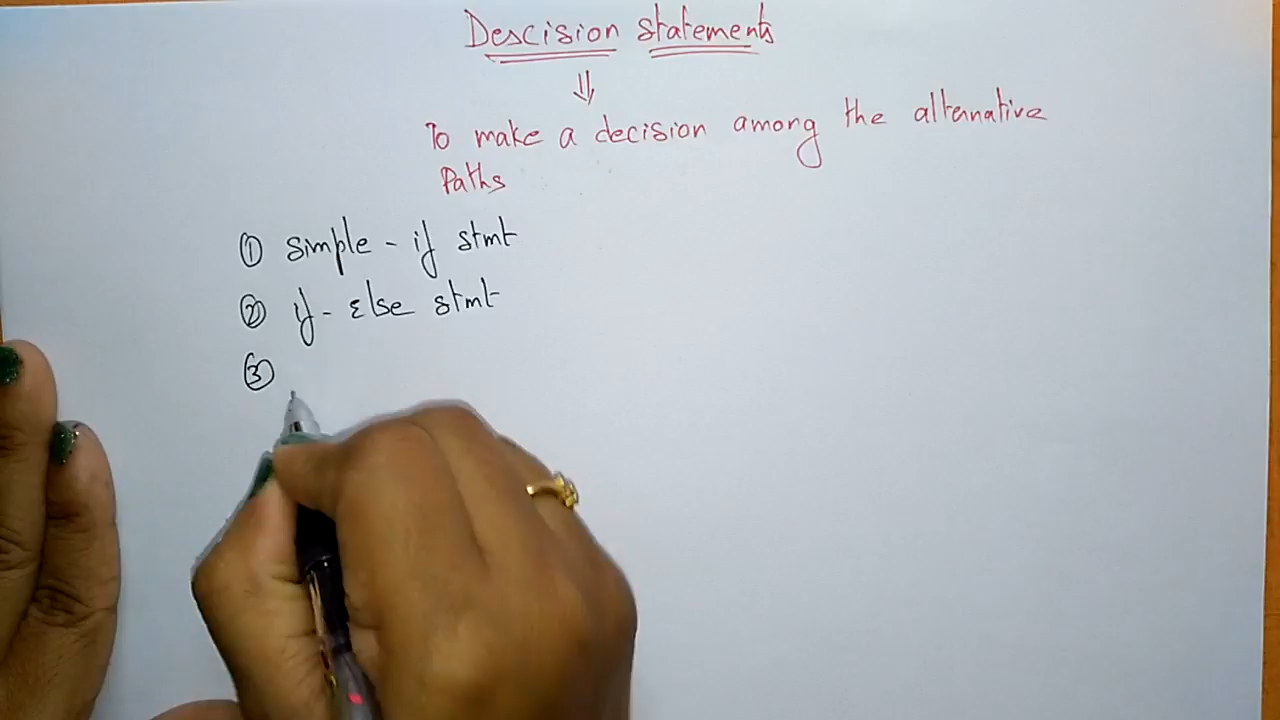 Descision statements
⇓
To make a decision among the alternative
Paths
① simple - if stmt
② if - else stmt
③